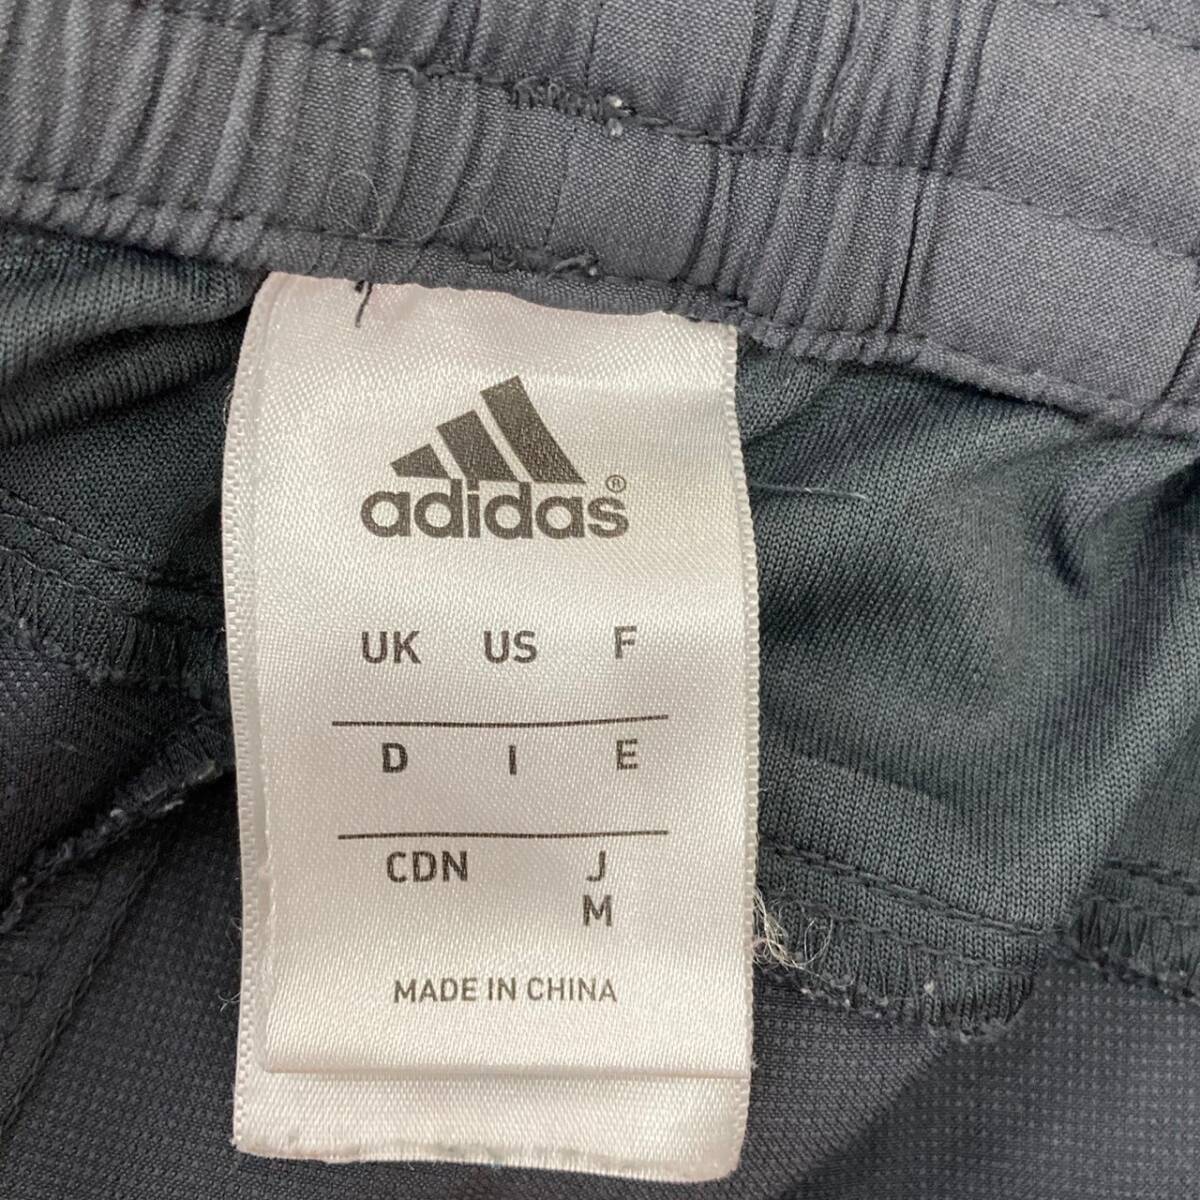 adidas®
UK US F
D I E
CDN J
M
MADE IN CHINA